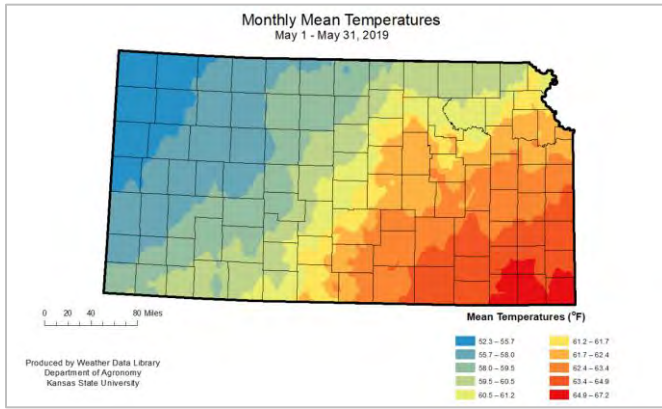 Monthly Mean Temperatures
May 1 - May 31, 2019
0 20 40 80 Miles
Mean Temperatures (°F)
52.3 – 55.7
55.7 – 58.0
58.0 – 59.5
59.5 – 60.5
60.5 – 61.2
61.2 – 61.7
61.7 – 62.4
62.4 – 63.4
63.4 – 64.9
64.9 – 67.2
Produced by Weather Data Library
Department of Agronomy
Kansas State University